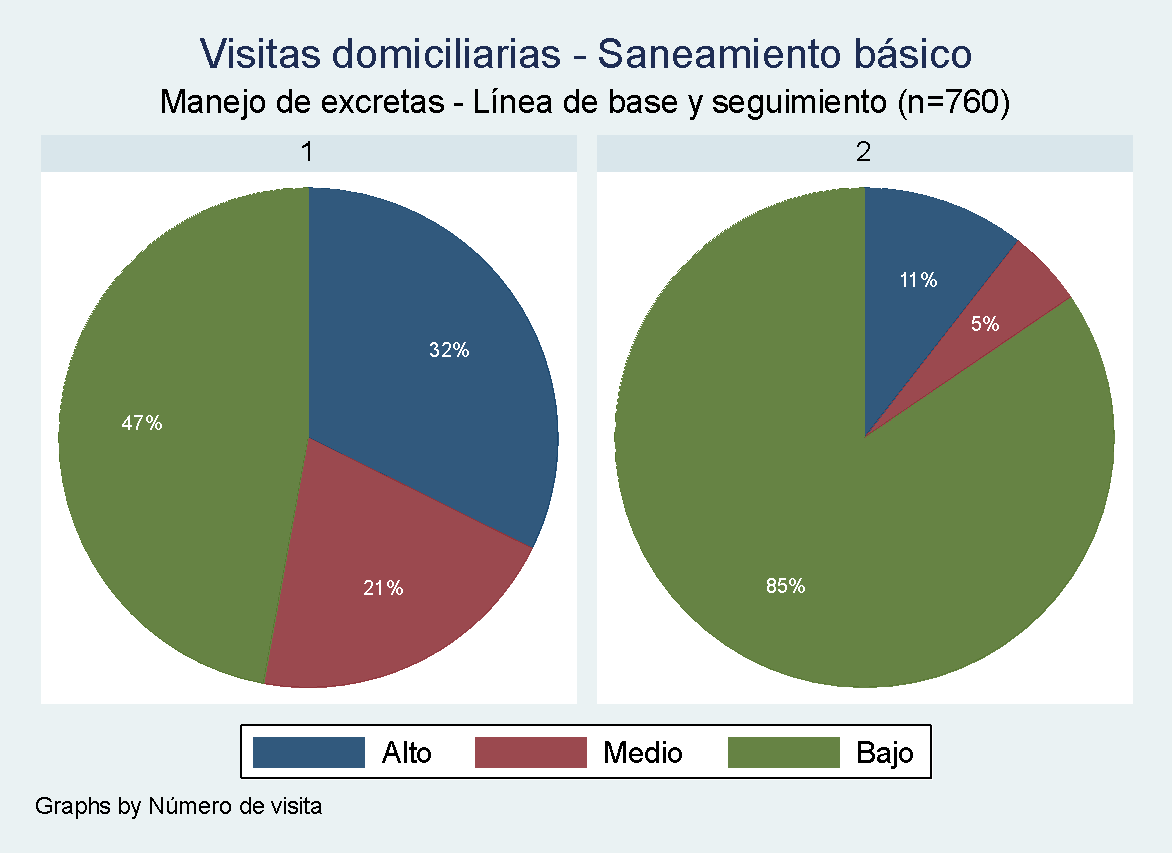 Visitas domiciliarias - Saneamiento básico
Manejo de excretas - Línea de base y seguimiento (n=760)
1
2
32%
21%
47%
11%
5%
85%
Alto
Medio
Bajo
Graphs by Número de visita